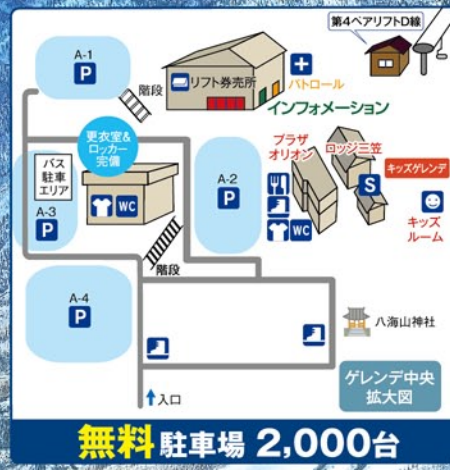 第4ペアリフトD線
A-1
P
階段
リフト券売所
パトロール
インフォメーション
更衣室&
ロッカー
完備
バス
駐車
エリア
A-3
P
WC
A-2
P
プラザ
オリオン
ロッジ三笠
WC
S
キッズゲレンデ
キッズ
ルーム
階段
A-4
P
八海山神社
入口
ゲレンデ中央
拡大図
無料駐車場 2,000台